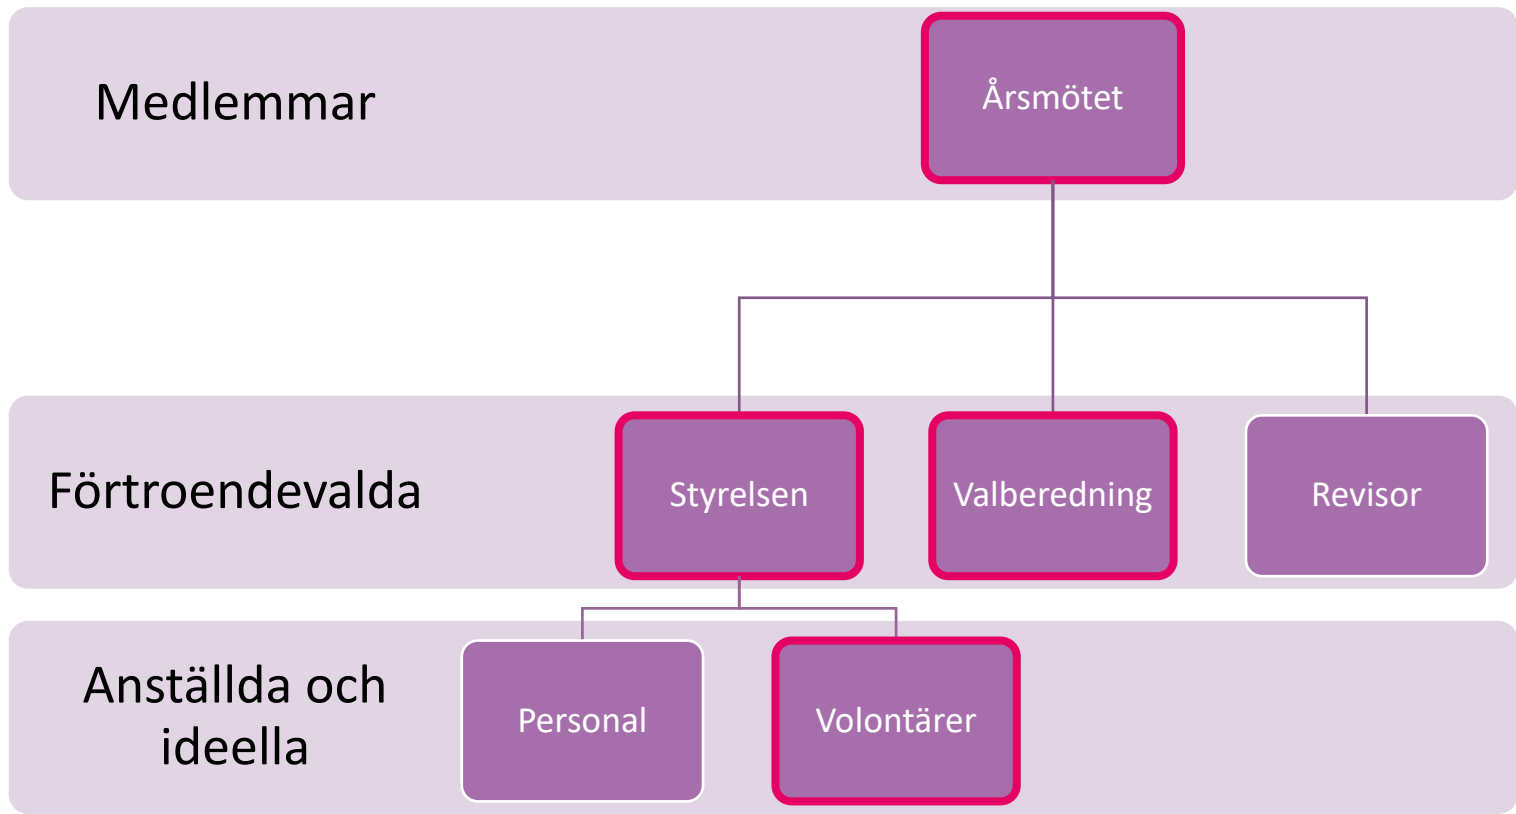 Medlemmar
Årsmötet
Förtroendevalda
Styrelsen
Valberedning
Revisor
Anställda och
ideella
Personal
Volontärer